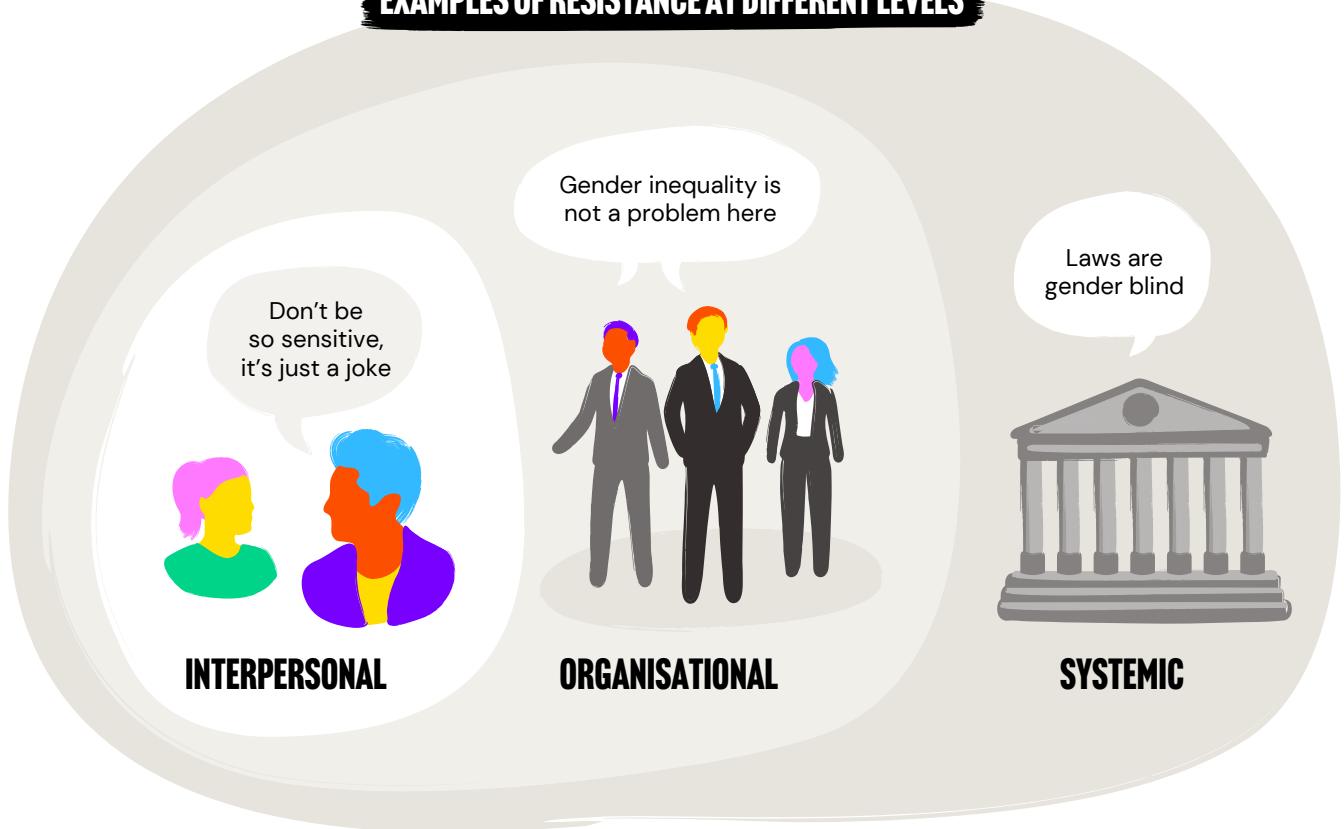 EXAMPLES OF RESISTANCE AT DIFFERENT LEVELS
Gender inequality is
not a problem here
Laws are
gender blind
Don't be
so sensitive,
it's just a joke
INTERPERSONAL
ORGANISATIONAL
SYSTEMIC